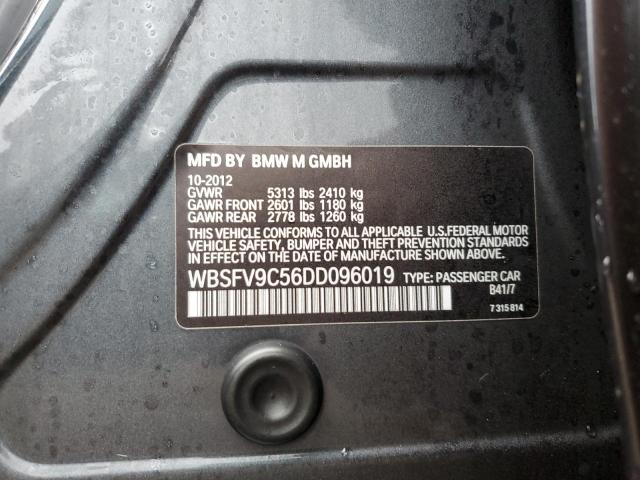 MFD BY BMW M GMBH
10-2012
GVWR 5313 lbs 2410 kg
GAWR FRONT 2601 lbs 1180 kg
GAWR REAR 2778 lbs 1260 kg
THIS VEHICLE CONFORMS TO ALL APPLICABLE U.S.FEDERAL MOTOR
VEHICLE SAFETY, BUMPER AND THEFT PREVENTION STANDARDS
IN EFFECT ON THE DATE OF MANUFACTURE SHOWN ABOVE.
WBSFV9C56DD096019 TYPE: PASSENGER CAR
B41/7
7 315 814